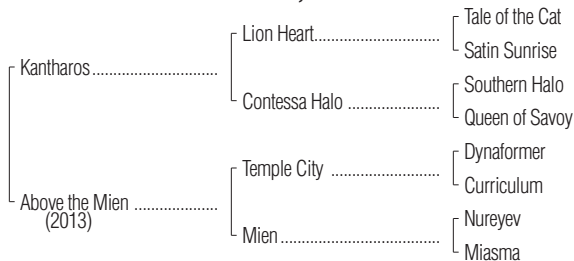 Tale of the Cat
Lion Heart
Satin Sunrise
Kantharos
Southern Halo
Contessa Halo
Queen of Savoy
Dynaformer
Temple City
Curriculum
Above the Mien
(2013)
Nureyev
Mien
Miasma